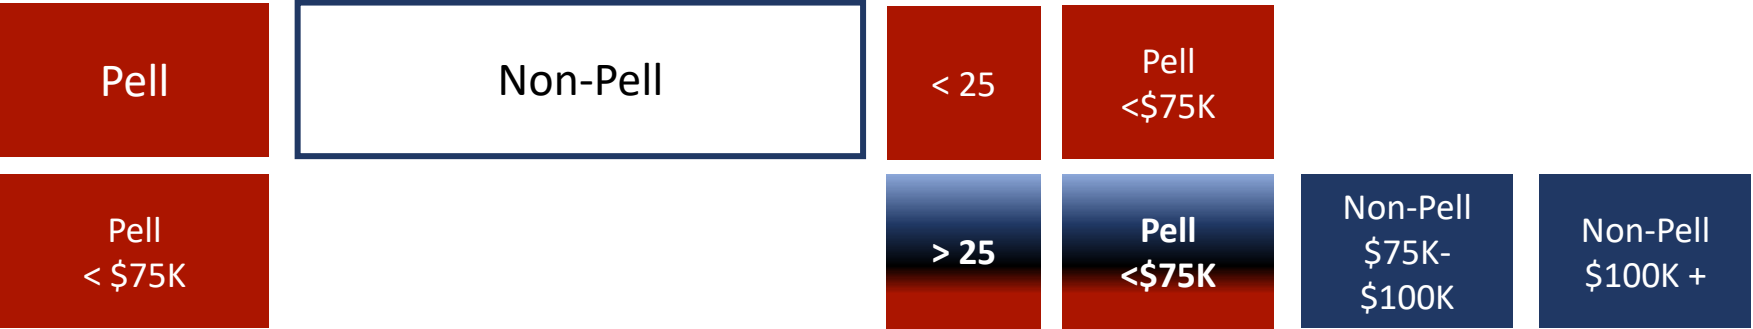 Pell
Non-Pell
< 25
Pell
<$75K
Pell
< $75K
> 25
Pell
<$75K
Non-Pell
$75K-
$100K
Non-Pell
$100K +